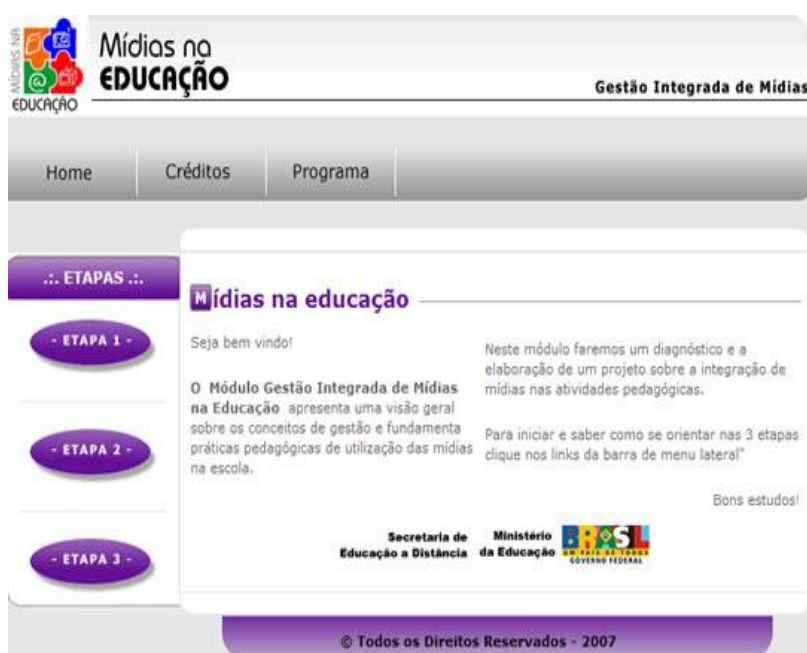 MÍDIAS NA
EDUCAÇÃO
Mídias na
EDUCAÇÃO
Gestão Integrada de Mídias
Home
Créditos
Programa
.:. ETAPAS .:.
- ETAPA 1 -
- ETAPA 2 -
- ETAPA 3 -
Mídias na educação
Seja bem vindo!
O Módulo Gestão Integrada de Mídias
na Educação apresenta uma visão geral
sobre os conceitos de gestão e fundamenta
práticas pedagógicas de utilização das mídias
na escola.
Neste módulo faremos um diagnóstico e a
elaboração de um projeto sobre a integração de
mídias nas atividades pedagógicas.
Para iniciar e saber como se orientar nas 3 etapas
clique nos links da barra de menu lateral"
Bons estudos!
Secretaria de
Educação a Distância
Ministério
da Educação
BRASIL
UM PAÍS DE TODOS
GOVERNO FEDERAL
© Todos os Direitos Reservados - 2007